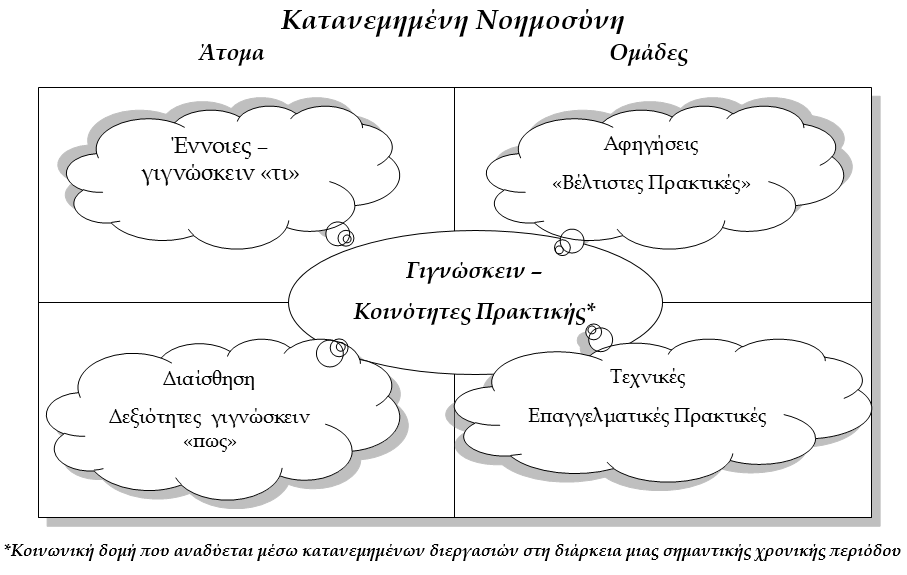 Κατανεμημένη Νοημοσύνη
Άτομα
Ομάδες
Έννοιες –
γιγνώσκειν «τι»
Αφηγήσεις
«Βέλτιστες Πρακτικές»
Γιγνώσκειν –
Κοινότητες Πρακτικής*
Διαίσθηση
Δεξιότητες γιγνώσκειν
«πως»
Τεχνικές
Επαγγελματικές Πρακτικές
*Κοινωνική δομή που αναδύεται μέσω κατανεμημένων διεργασιών στη διάρκεια μιας σημαντικής χρονικής περιόδου